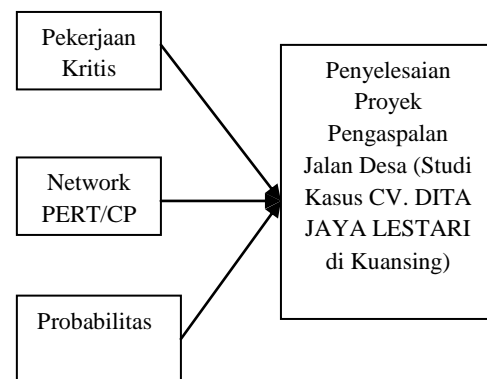 Pekerjaan
Kritis
Network
PERT/CP
Probabilitas
Penyelesaian
Proyek
Pengaspalan
Jalan Desa (Studi
Kasus CV. DITA
JAYA LESTARI
di Kuansing)